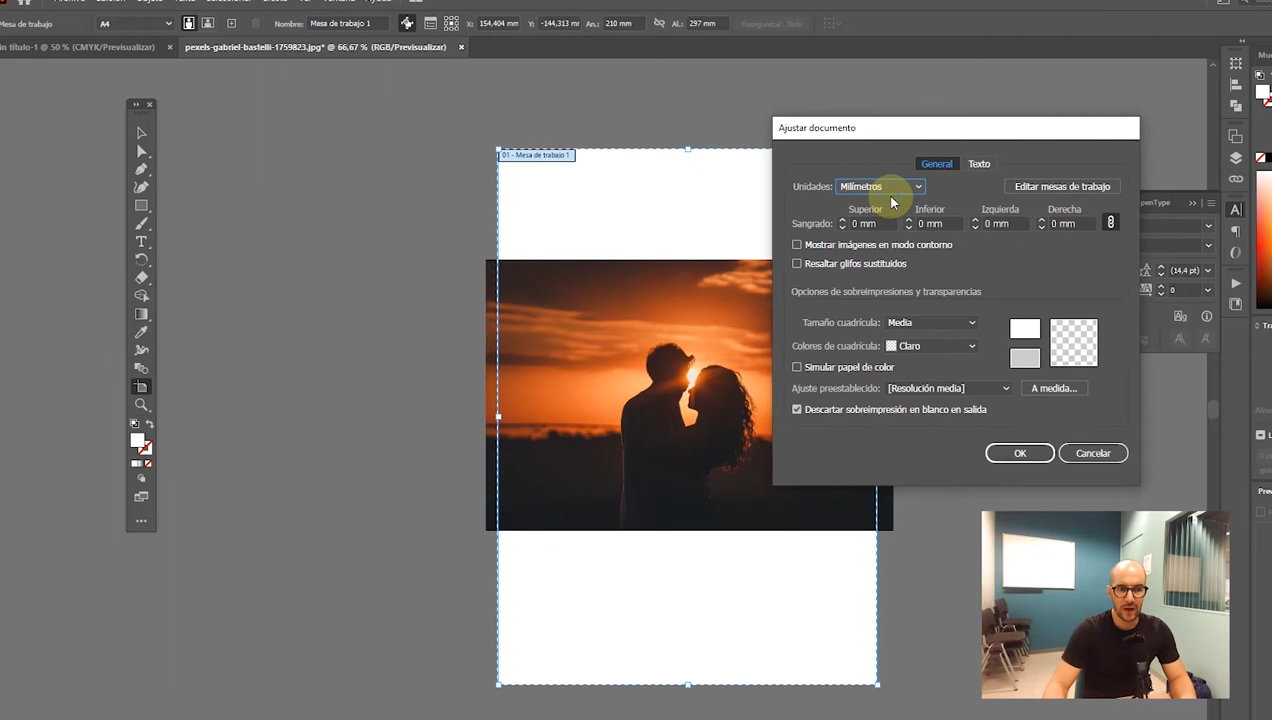 Mesa de trabajo A4 Nombre: Mesa de trabajo 1 X: 154,404 mm Y: -144,313 mm An.: 210 mm AL.: 297 mm Reorganizar Todo
in título-1 @ 50 % (CMYK/Previsualizar) × pexels-gabriel-bastelli-1759823.jpg* @ 66,67 % (RGB/Previsualizar) ×
01 - Mesa de trabajo 1
Ajustar documento
General Texto
Unidades: Milímetros Editar mesas de trabajo
Superior Inferior Izquierda Derecha
Sangrado: 0 mm 0 mm 0 mm 0 mm
Mostrar imágenes en modo contorno
Resaltar glifos sustituidos
Opciones de sobreimpresiones y transparencias
Tamaño cuadrícula: Media
Colores de cuadrícula: Claro
Simular papel de color
Ajuste preestablecido: [Resolución media] A medida...
Descartar sobreimpresión en blanco en salida
OK Cancelar
OpenType
(14,4 pt)
0